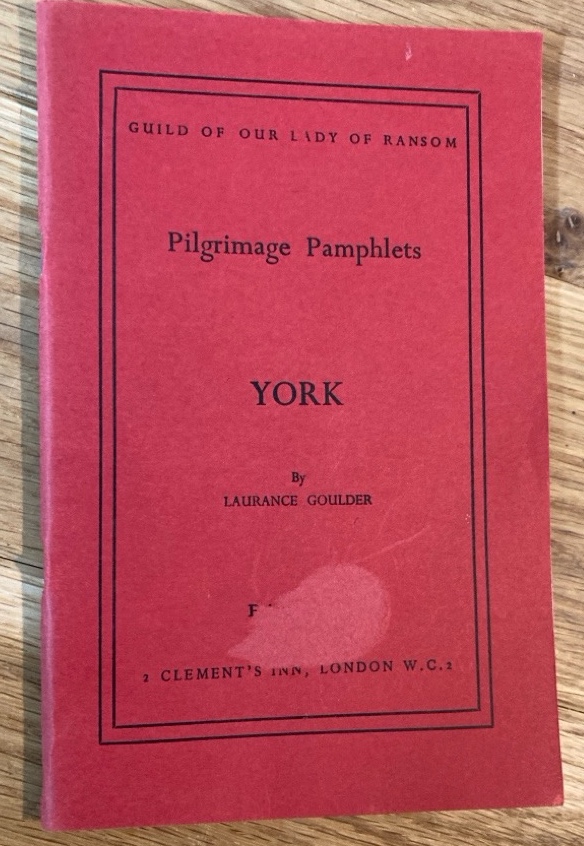 GUILD OF OUR LADY OF RANSOM
Pilgrimage Pamphlets
YORK
By
LAURANCE GOULDER
2 CLEMENT'S INN, LONDON W.C.2